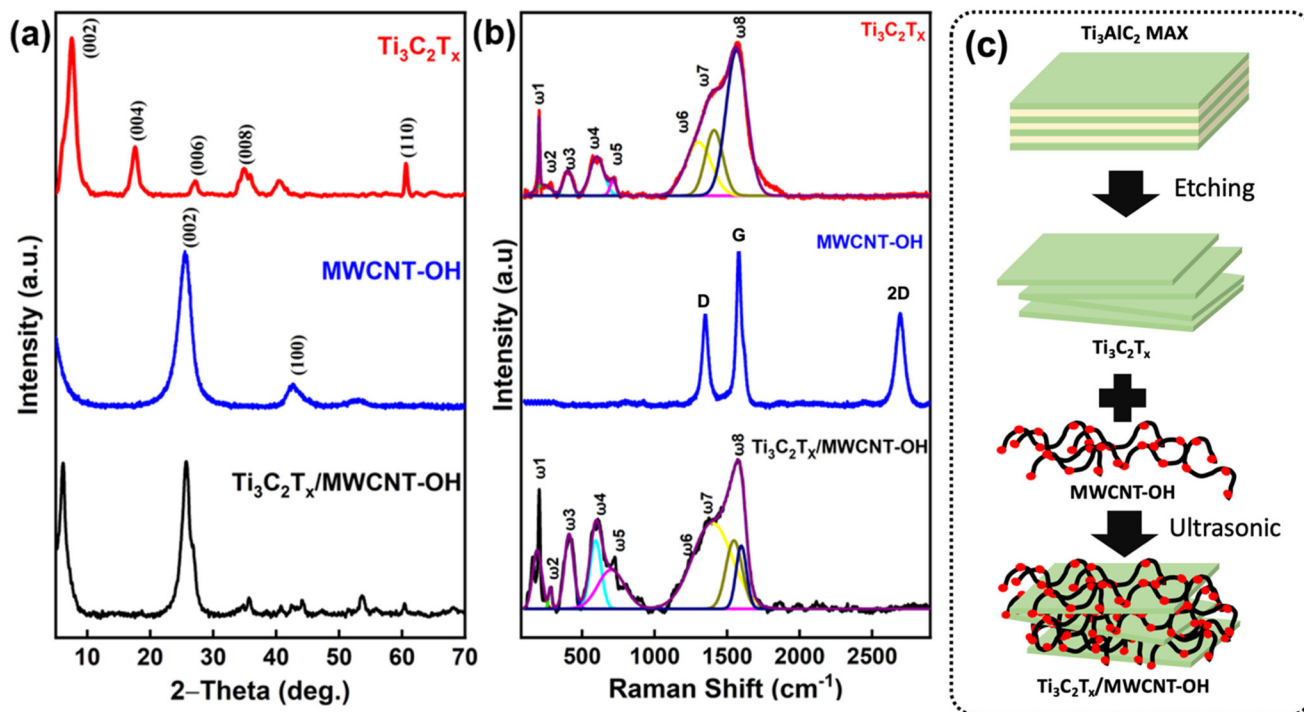 (a)
Intensity (a.u.)
Ti₃C₂Tₓ
(002)
(004)
(006)
(008)
(110)
MWCNT-OH
(002)
(100)
Ti₃C₂Tₓ/MWCNT-OH
10 20 30 40 50 60 70
2–Theta (deg.)
(b)
Intensity (a.u)
Ti₃C₂Tₓ
ω1
ω2
ω3
ω4
ω5
ω6
ω7
ω8
MWCNT-OH
D
G
2D
Ti₃C₂Tₓ/MWCNT-OH
ω1
ω2
ω3
ω4
ω5
ω6
ω7
ω8
500 1000 1500 2000 2500
Raman Shift (cm⁻¹)
(c)
Ti₃AlC₂ MAX
Etching
Ti₃C₂Tₓ
MWCNT-OH
Ultrasonic
Ti₃C₂Tₓ/MWCNT-OH